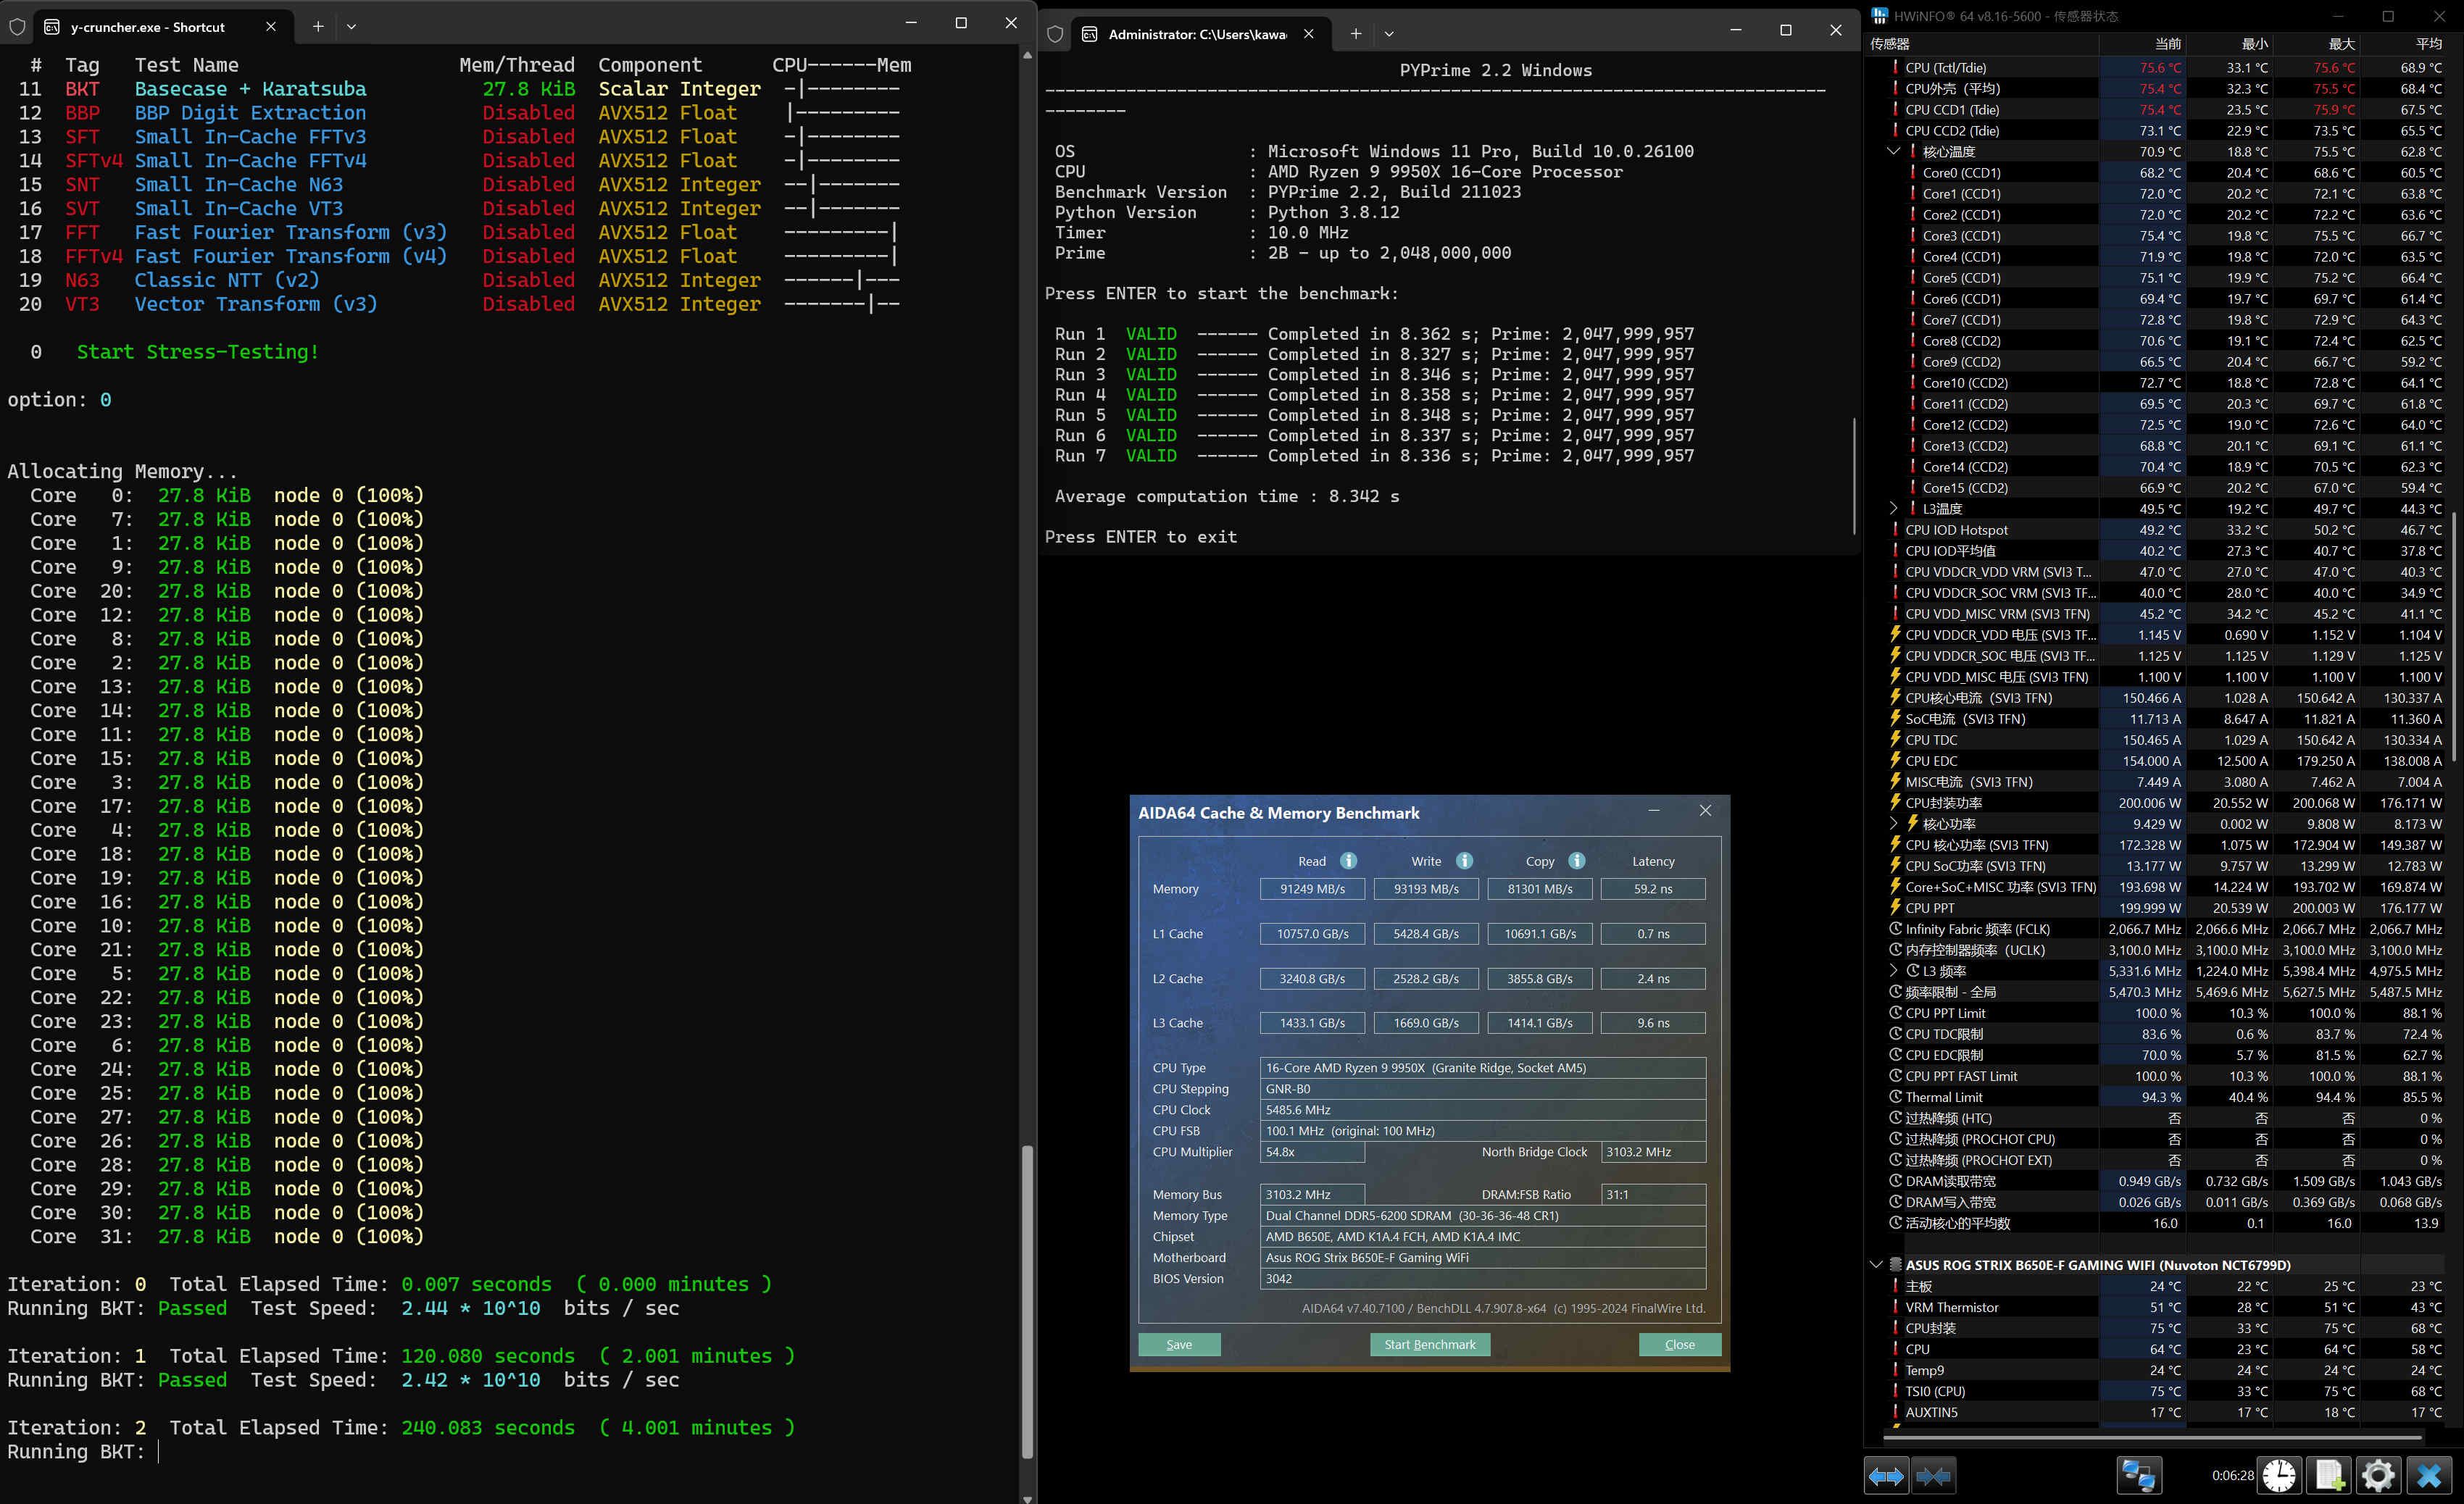 y-cruncher.exe - Shortcut
# Tag Test Name Mem/Thread Component CPU------Mem
11 BKT Basecase + Karatsuba 27.8 KiB Scalar Integer -|--------
12 BBP BBP Digit Extraction Disabled AVX512 Float |---------
13 SFT Small In-Cache FFTv3 Disabled AVX512 Float -|--------
14 SFTv4 Small In-Cache FFTv4 Disabled AVX512 Float -|--------
15 SNT Small In-Cache N63 Disabled AVX512 Integer --|-------
16 SVT Small In-Cache VT3 Disabled AVX512 Integer --|-------
17 FFT Fast Fourier Transform (v3) Disabled AVX512 Float ---------|
18 FFTv4 Fast Fourier Transform (v4) Disabled AVX512 Float ---------|
19 N63 Classic NTT (v2) Disabled AVX512 Integer ------|---
20 VT3 Vector Transform (v3) Disabled AVX512 Integer -------|--
0 Start Stress-Testing!
option: 0
Allocating Memory...
Core 0: 27.8 KiB node 0 (100%)
Core 7: 27.8 KiB node 0 (100%)
Core 1: 27.8 KiB node 0 (100%)
Core 9: 27.8 KiB node 0 (100%)
Core 20: 27.8 KiB node 0 (100%)
Core 12: 27.8 KiB node 0 (100%)
Core 8: 27.8 KiB node 0 (100%)
Core 2: 27.8 KiB node 0 (100%)
Core 13: 27.8 KiB node 0 (100%)
Core 14: 27.8 KiB node 0 (100%)
Core 11: 27.8 KiB node 0 (100%)
Core 15: 27.8 KiB node 0 (100%)
Core 3: 27.8 KiB node 0 (100%)
Core 17: 27.8 KiB node 0 (100%)
Core 4: 27.8 KiB node 0 (100%)
Core 18: 27.8 KiB node 0 (100%)
Core 19: 27.8 KiB node 0 (100%)
Core 16: 27.8 KiB node 0 (100%)
Core 10: 27.8 KiB node 0 (100%)
Core 21: 27.8 KiB node 0 (100%)
Core 5: 27.8 KiB node 0 (100%)
Core 22: 27.8 KiB node 0 (100%)
Core 23: 27.8 KiB node 0 (100%)
Core 6: 27.8 KiB node 0 (100%)
Core 24: 27.8 KiB node 0 (100%)
Core 25: 27.8 KiB node 0 (100%)
Core 27: 27.8 KiB node 0 (100%)
Core 26: 27.8 KiB node 0 (100%)
Core 28: 27.8 KiB node 0 (100%)
Core 29: 27.8 KiB node 0 (100%)
Core 30: 27.8 KiB node 0 (100%)
Core 31: 27.8 KiB node 0 (100%)
Iteration: 0 Total Elapsed Time: 0.007 seconds ( 0.000 minutes )
Running BKT: Passed Test Speed: 2.44 * 10^10 bits / sec
Iteration: 1 Total Elapsed Time: 120.080 seconds ( 2.001 minutes )
Running BKT: Passed Test Speed: 2.42 * 10^10 bits / sec
Iteration: 2 Total Elapsed Time: 240.083 seconds ( 4.001 minutes )
Running BKT:
Administrator: C:\Users\kawa
PYPrime 2.2 Windows
OS : Microsoft Windows 11 Pro, Build 10.0.26100
CPU : AMD Ryzen 9 9950X 16-Core Processor
Benchmark Version : PYPrime 2.2, Build 211023
Python Version : Python 3.8.12
Timer : 10.0 MHz
Prime : 2B - up to 2,048,000,000
Press ENTER to start the benchmark:
Run 1 VALID ------ Completed in 8.362 s; Prime: 2,047,999,957
Run 2 VALID ------ Completed in 8.327 s; Prime: 2,047,999,957
Run 3 VALID ------ Completed in 8.346 s; Prime: 2,047,999,957
Run 4 VALID ------ Completed in 8.358 s; Prime: 2,047,999,957
Run 5 VALID ------ Completed in 8.348 s; Prime: 2,047,999,957
Run 6 VALID ------ Completed in 8.337 s; Prime: 2,047,999,957
Run 7 VALID ------ Completed in 8.336 s; Prime: 2,047,999,957
Average computation time : 8.342 s
Press ENTER to exit
AIDA64 Cache & Memory Benchmark
Read Write Copy Latency
Memory 91249 MB/s 93193 MB/s 81301 MB/s 59.2 ns
L1 Cache 10757.0 GB/s 5428.4 GB/s 10691.1 GB/s 0.7 ns
L2 Cache 3240.8 GB/s 2528.2 GB/s 3855.8 GB/s 2.4 ns
L3 Cache 1433.1 GB/s 1669.0 GB/s 1414.1 GB/s 9.6 ns
CPU Type 16-Core AMD Ryzen 9 9950X (Granite Ridge, Socket AM5)
CPU Stepping GNR-B0
CPU Clock 5485.6 MHz
CPU FSB 100.1 MHz (original: 100 MHz)
CPU Multiplier 54.8x North Bridge Clock 3103.2 MHz
Memory Bus 3103.2 MHz DRAM:FSB Ratio 31:1
Memory Type Dual Channel DDR5-6200 SDRAM (30-36-36-48 CR1)
Chipset AMD B650E, AMD K1A.4 FCH, AMD K1A.4 IMC
Motherboard Asus ROG Strix B650E-F Gaming WiFi
BIOS Version 3042
AIDA64 v7.40.7100 / BenchDLL 4.7.907.8-x64 (c) 1995-2024 FinalWire Ltd.
Save Start Benchmark Close
HWiNFO® 64 v8.16-5600 - 传感器状态
传感器 当前 最小 最大 平均
CPU (Tctl/Tdie) 75.6 °C 33.1 °C 75.6 °C 68.9 °C
CPU外壳（平均） 75.4 °C 32.3 °C 75.5 °C 68.4 °C
CPU CCD1 (Tdie) 75.4 °C 23.5 °C 75.9 °C 67.5 °C
CPU CCD2 (Tdie) 73.1 °C 22.9 °C 73.5 °C 65.5 °C
核心温度 70.9 °C 18.8 °C 75.5 °C 62.8 °C
Core0 (CCD1) 68.2 °C 20.4 °C 68.6 °C 60.5 °C
Core1 (CCD1) 72.0 °C 20.2 °C 72.1 °C 63.8 °C
Core2 (CCD1) 72.0 °C 20.2 °C 72.2 °C 63.6 °C
Core3 (CCD1) 75.4 °C 19.8 °C 75.5 °C 66.7 °C
Core4 (CCD1) 71.9 °C 19.8 °C 72.0 °C 63.5 °C
Core5 (CCD1) 75.1 °C 19.9 °C 75.2 °C 66.4 °C
Core6 (CCD1) 69.4 °C 19.7 °C 69.7 °C 61.4 °C
Core7 (CCD1) 72.8 °C 19.8 °C 72.9 °C 64.3 °C
Core8 (CCD2) 70.6 °C 19.1 °C 72.4 °C 62.5 °C
Core9 (CCD2) 66.5 °C 20.4 °C 66.7 °C 59.2 °C
Core10 (CCD2) 72.7 °C 18.8 °C 72.8 °C 64.1 °C
Core11 (CCD2) 69.5 °C 20.3 °C 69.7 °C 61.8 °C
Core12 (CCD2) 72.5 °C 19.0 °C 72.6 °C 64.0 °C
Core13 (CCD2) 68.8 °C 20.1 °C 69.1 °C 61.1 °C
Core14 (CCD2) 70.4 °C 18.9 °C 70.5 °C 62.3 °C
Core15 (CCD2) 66.9 °C 20.2 °C 67.0 °C 59.4 °C
L3温度 49.5 °C 19.2 °C 49.7 °C 44.3 °C
CPU IOD Hotspot 49.2 °C 33.2 °C 50.2 °C 46.7 °C
CPU IOD平均值 40.2 °C 27.3 °C 40.7 °C 37.8 °C
CPU VDDCR_VDD VRM (SVI3 T... 47.0 °C 27.0 °C 47.0 °C 40.3 °C
CPU VDDCR_SOC VRM (SVI3 TF... 40.0 °C 28.0 °C 40.0 °C 34.9 °C
CPU VDD_MISC VRM (SVI3 TFN) 45.2 °C 34.2 °C 45.2 °C 41.1 °C
CPU VDDCR_VDD 电压 (SVI3 TF... 1.145 V 0.690 V 1.152 V 1.104 V
CPU VDDCR_SOC 电压 (SVI3 TF... 1.125 V 1.125 V 1.129 V 1.125 V
CPU VDD_MISC 电压 (SVI3 TFN) 1.100 V 1.100 V 1.100 V 1.100 V
CPU核心电流（SVI3 TFN） 150.466 A 1.028 A 150.642 A 130.337 A
SoC电流（SVI3 TFN） 11.713 A 8.647 A 11.821 A 11.360 A
CPU TDC 150.465 A 1.029 A 150.642 A 130.334 A
CPU EDC 154.000 A 12.500 A 179.250 A 138.008 A
MISC电流（SVI3 TFN） 7.449 A 3.080 A 7.462 A 7.004 A
CPU封装功率 200.006 W 20.552 W 200.068 W 176.171 W
核心功率 9.429 W 0.002 W 9.808 W 8.173 W
CPU 核心功率 (SVI3 TFN) 172.328 W 1.075 W 172.904 W 149.387 W
CPU SoC功率 (SVI3 TFN) 13.177 W 9.757 W 13.299 W 12.783 W
Core+SoC+MISC 功率 (SVI3 TFN) 193.698 W 14.224 W 193.702 W 169.874 W
CPU PPT 199.999 W 20.539 W 200.003 W 176.177 W
Infinity Fabric 频率 (FCLK) 2,066.7 MHz 2,066.6 MHz 2,066.7 MHz 2,066.7 MHz
内存控制器频率（UCLK） 3,100.0 MHz 3,100.0 MHz 3,100.0 MHz 3,100.0 MHz
L3 频率 5,331.6 MHz 1,224.0 MHz 5,398.4 MHz 4,975.5 MHz
频率限制 - 全局 5,470.3 MHz 5,469.6 MHz 5,627.5 MHz 5,487.5 MHz
CPU PPT Limit 100.0 % 10.3 % 100.0 % 88.1 %
CPU TDC限制 83.6 % 0.6 % 83.7 % 72.4 %
CPU EDC限制 70.0 % 5.7 % 81.5 % 62.7 %
CPU PPT FAST Limit 100.0 % 10.3 % 100.0 % 88.1 %
Thermal Limit 94.3 % 40.4 % 94.4 % 85.5 %
过热降频 (HTC) 否 否 否 0 %
过热降频 (PROCHOT CPU) 否 否 否 0 %
过热降频 (PROCHOT EXT) 否 否 否 0 %
DRAM读取带宽 0.949 GB/s 0.732 GB/s 1.509 GB/s 1.043 GB/s
DRAM写入带宽 0.026 GB/s 0.011 GB/s 0.369 GB/s 0.068 GB/s
活动核心的平均数 16.0 0.1 16.0 13.9
ASUS ROG STRIX B650E-F GAMING WIFI (Nuvoton NCT6799D)
主板 24 °C 22 °C 25 °C 23 °C
VRM Thermistor 51 °C 28 °C 51 °C 43 °C
CPU封装 75 °C 33 °C 75 °C 68 °C
CPU 64 °C 23 °C 64 °C 58 °C
Temp9 24 °C 24 °C 24 °C 24 °C
TSI0 (CPU) 75 °C 33 °C 75 °C 68 °C
AUXTIN5 17 °C 17 °C 18 °C 17 °C
0:06:28